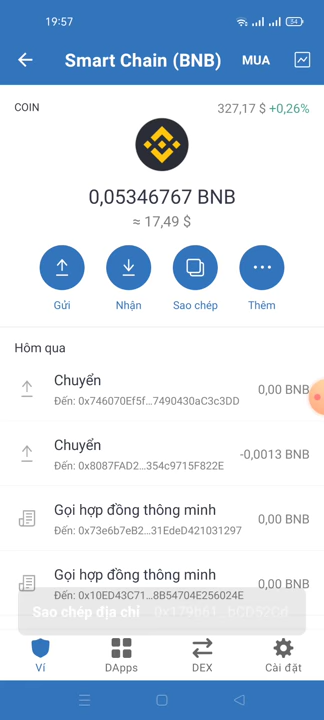 19:57
54
Smart Chain (BNB)
MUA
COIN
327,17 $ +0,26%
0,05346767 BNB
≈ 17,49 $
Gửi
Nhận
Sao chép
Thêm
Hôm qua
Chuyển
0,00 BNB
Đến: 0x746070Ef5f...7490430aC3c3DD
Chuyển
-0,0013 BNB
Đến: 0x8087FAD2...354c9715F822E
Gọi hợp đồng thông minh
0,00 BNB
Đến: 0x73e6b7eB2...31EdeD421031297
Gọi hợp đồng thông minh
0,00 BNB
Đến: 0x10ED43C71...8B54704E256024E
Sao chép địa chỉ
Ví
DApps
DEX
Cài đặt